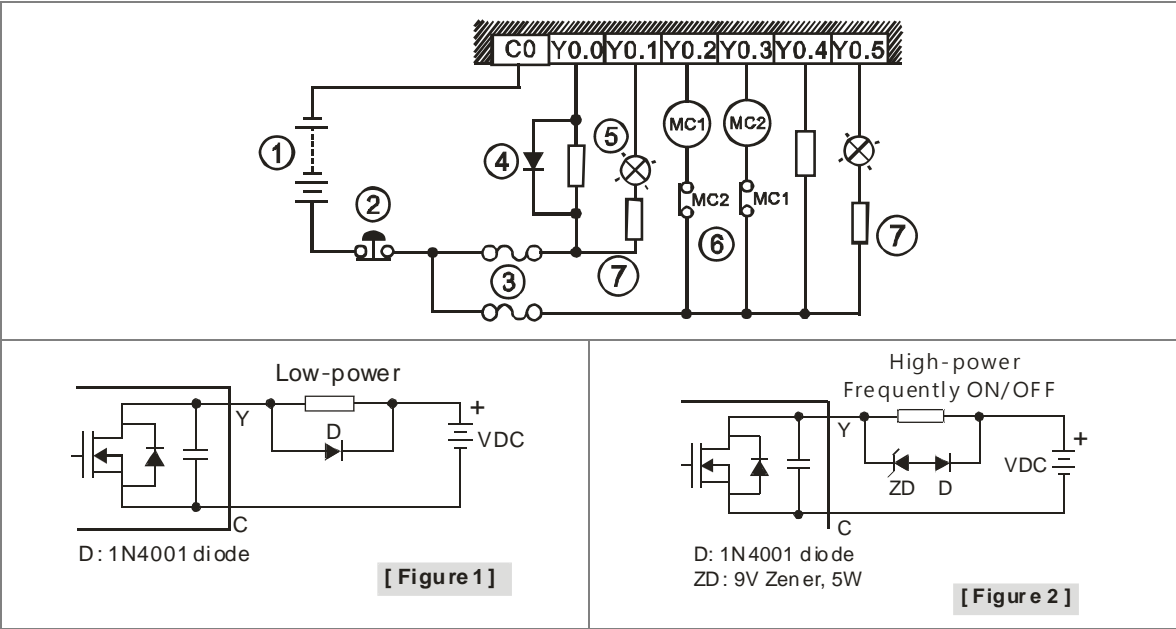 C0 Y0.0 Y0.1 Y0.2 Y0.3 Y0.4 Y0.5
MC1 MC2
① ④ ⑤
② MC2 MC1
⑥ ⑦
③ ⑦
Low-power
Y
D
+
VDC
C
D: 1N4001 diode
[ Figure 1 ]
High-power
Frequently ON/OFF
Y
+
VDC
ZD D
C
D: 1N4001 diode
ZD: 9V Zener, 5W
[ Figure 2 ]